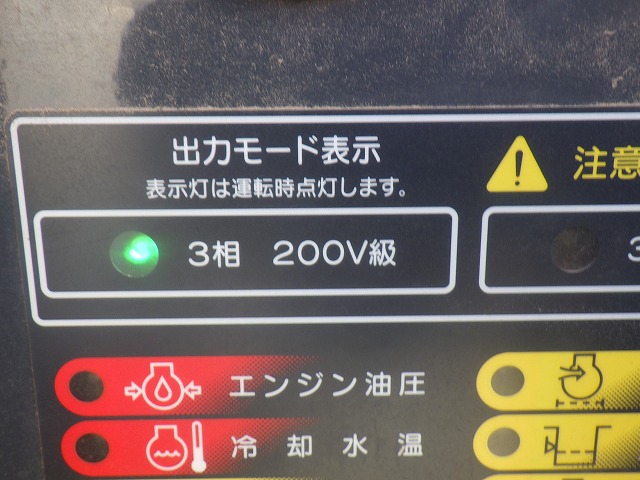 出力モード表示
表示灯は運転時点灯します。
注意
3相 200V級
3
エンジン油圧
冷却水温